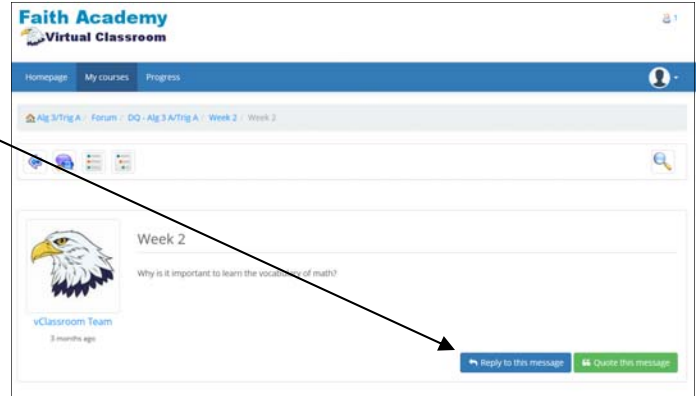 Faith Academy
Virtual Classroom
1
Homepage My courses Progress
Alg 3/Trig A / Forum / DQ - Alg 3 A/Trig A / Week 2 / Week 2
Week 2
Why is it important to learn the vocabulary of math?
vClassroom Team
3 months ago
Reply to this message Quote this message